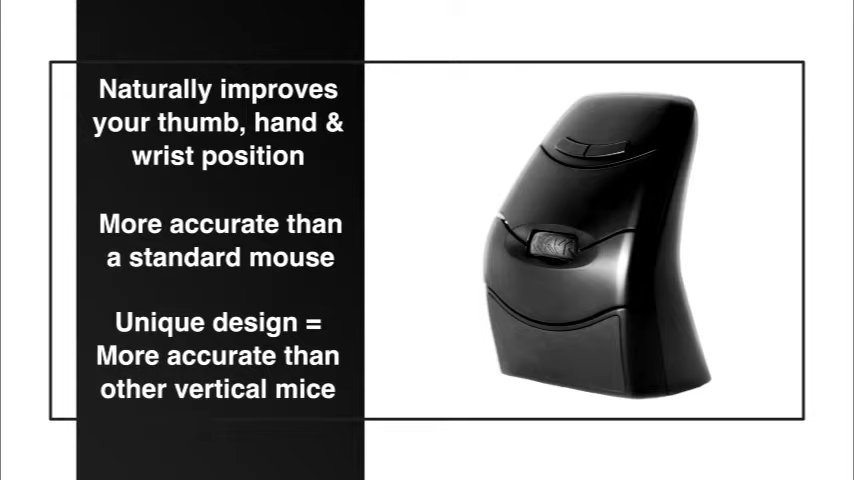 Naturally improves
your thumb, hand &
wrist position
More accurate than
a standard mouse
Unique design =
More accurate than
other vertical mice